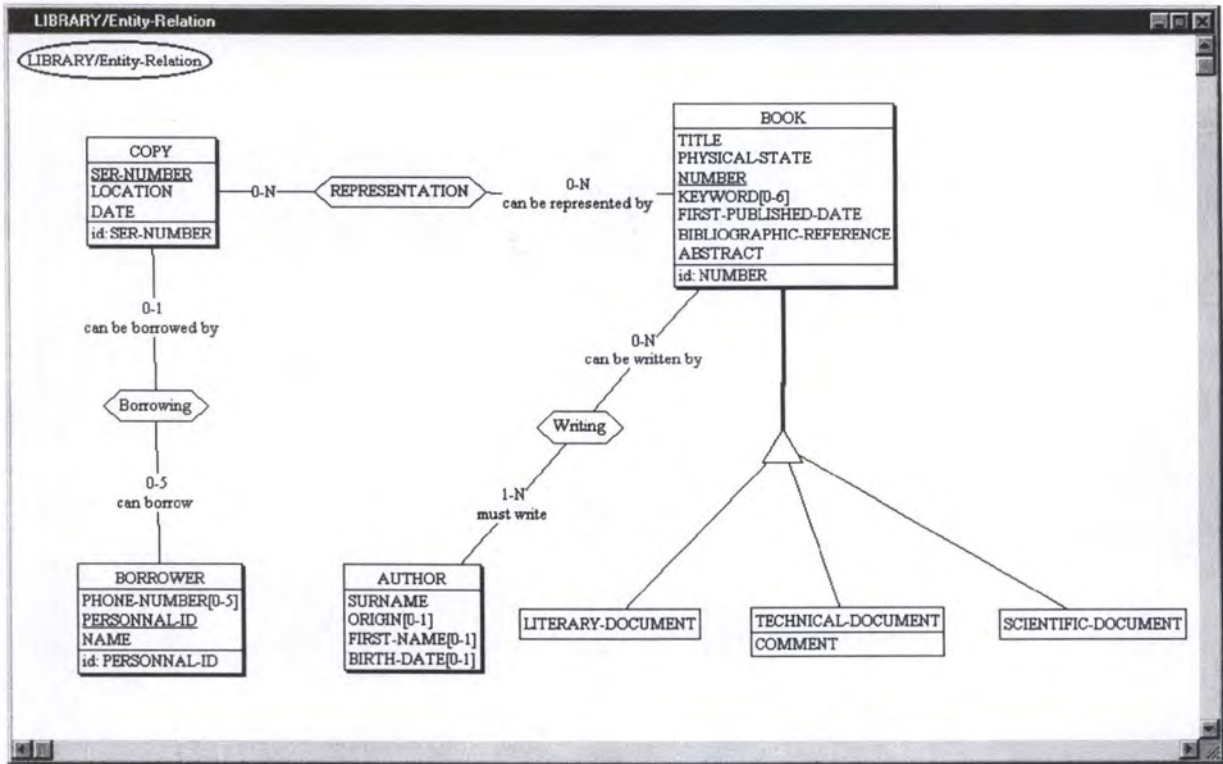 LIBRARY/Entity-Relation
LIBRARY/Entity-Relation
COPY
SER-NUMBER
LOCATION
DATE
id: SER-NUMBER
0-N
REPRESENTATION
0-N
can be represented by
BOOK
TITLE
PHYSICAL-STATE
NUMBER
KEYWORD[0-6]
FIRST-PUBLISHED-DATE
BIBLIOGRAPHIC-REFERENCE
ABSTRACT
id: NUMBER
0-1
can be borrowed by
Borrowing
0-5
can borrow
0-N
can be written by
Writing
1-N
must write
BORROWER
PHONE-NUMBER[0-5]
PERSONNAL-ID
NAME
id: PERSONNAL-ID
AUTHOR
SURNAME
ORIGIN[0-1]
FIRST-NAME[0-1]
BIRTH-DATE[0-1]
LITERARY-DOCUMENT
TECHNICAL-DOCUMENT
COMMENT
SCIENTIFIC-DOCUMENT